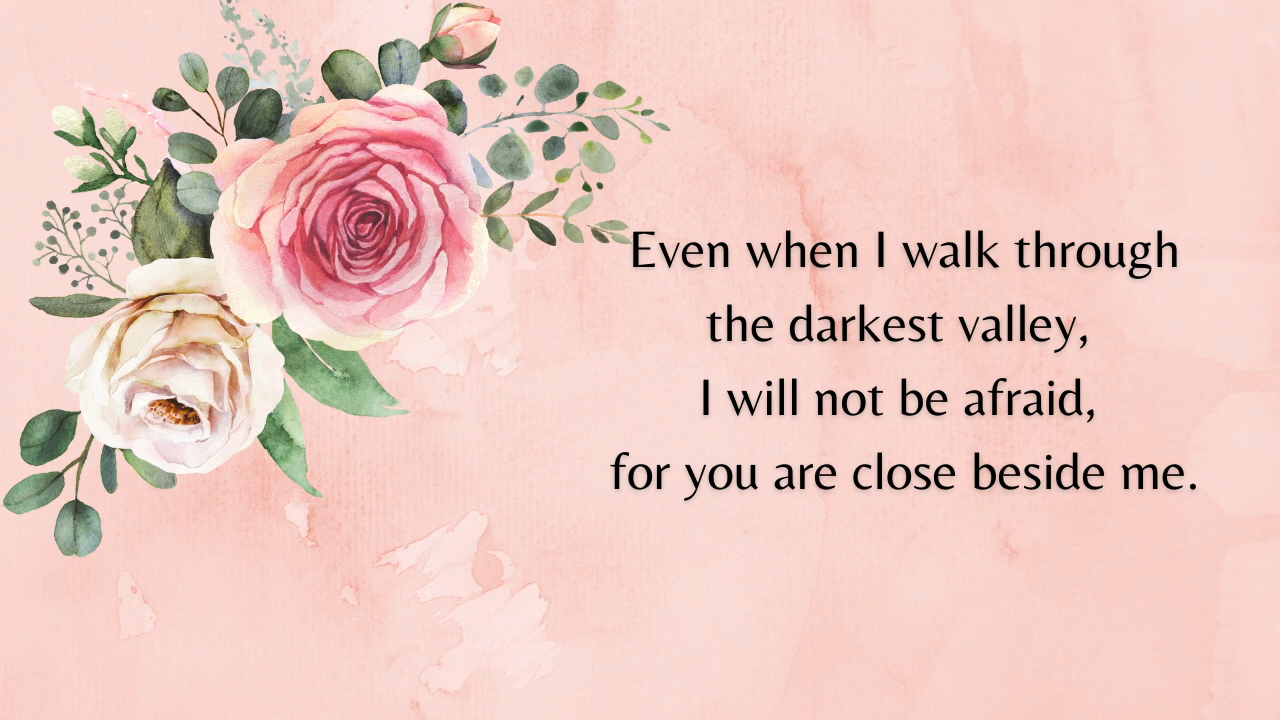 Even when I walk through
the darkest valley,
I will not be afraid,
for you are close beside me.